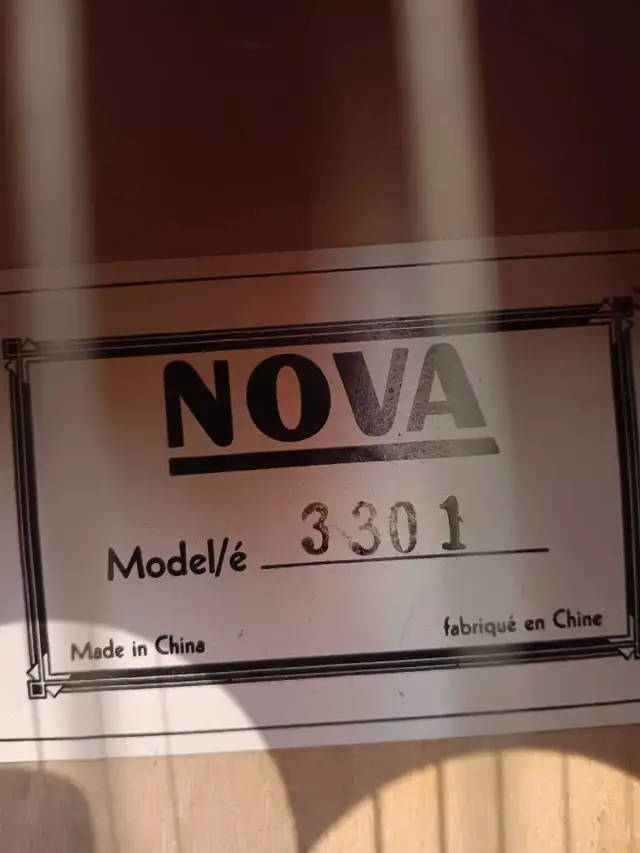 NOVA
Model/é 3301
Made in China
fabriqué en Chine